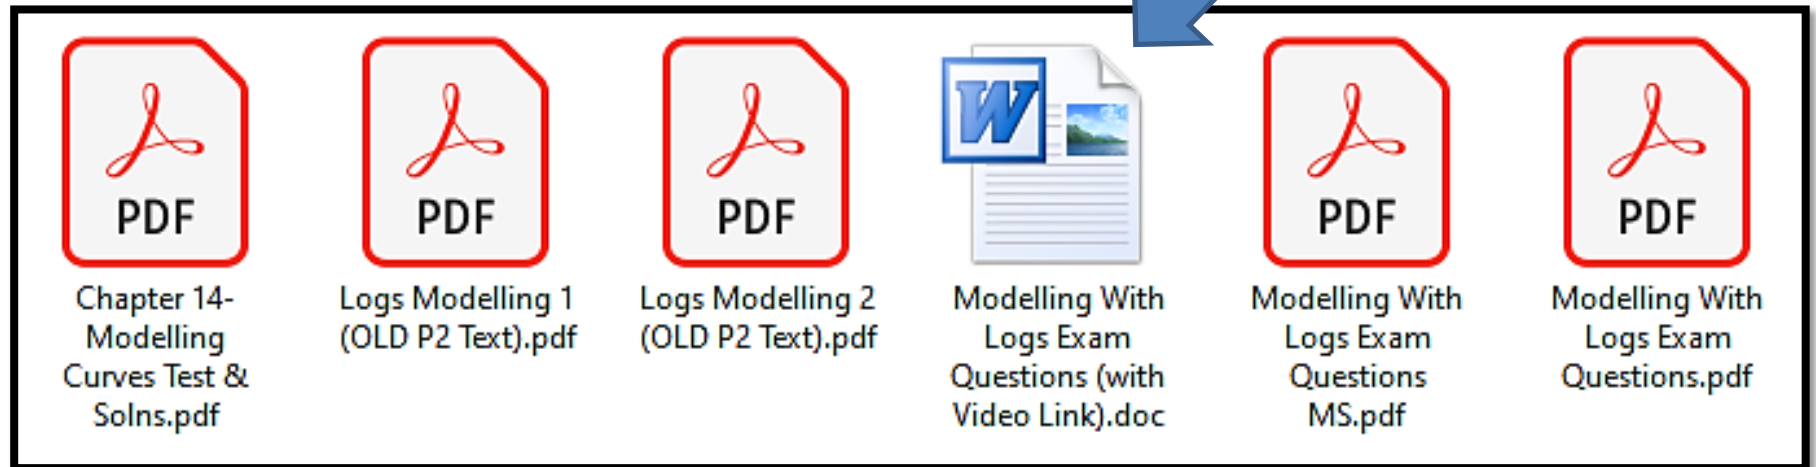 PDF
PDF
PDF
W
PDF
PDF
Chapter 14-
Modelling
Curves Test &
Solns.pdf
Logs Modelling 1
(OLD P2 Text).pdf
Logs Modelling 2
(OLD P2 Text).pdf
Modelling With
Logs Exam
Questions (with
Video Link).doc
Modelling With
Logs Exam
Questions
MS.pdf
Modelling With
Logs Exam
Questions.pdf